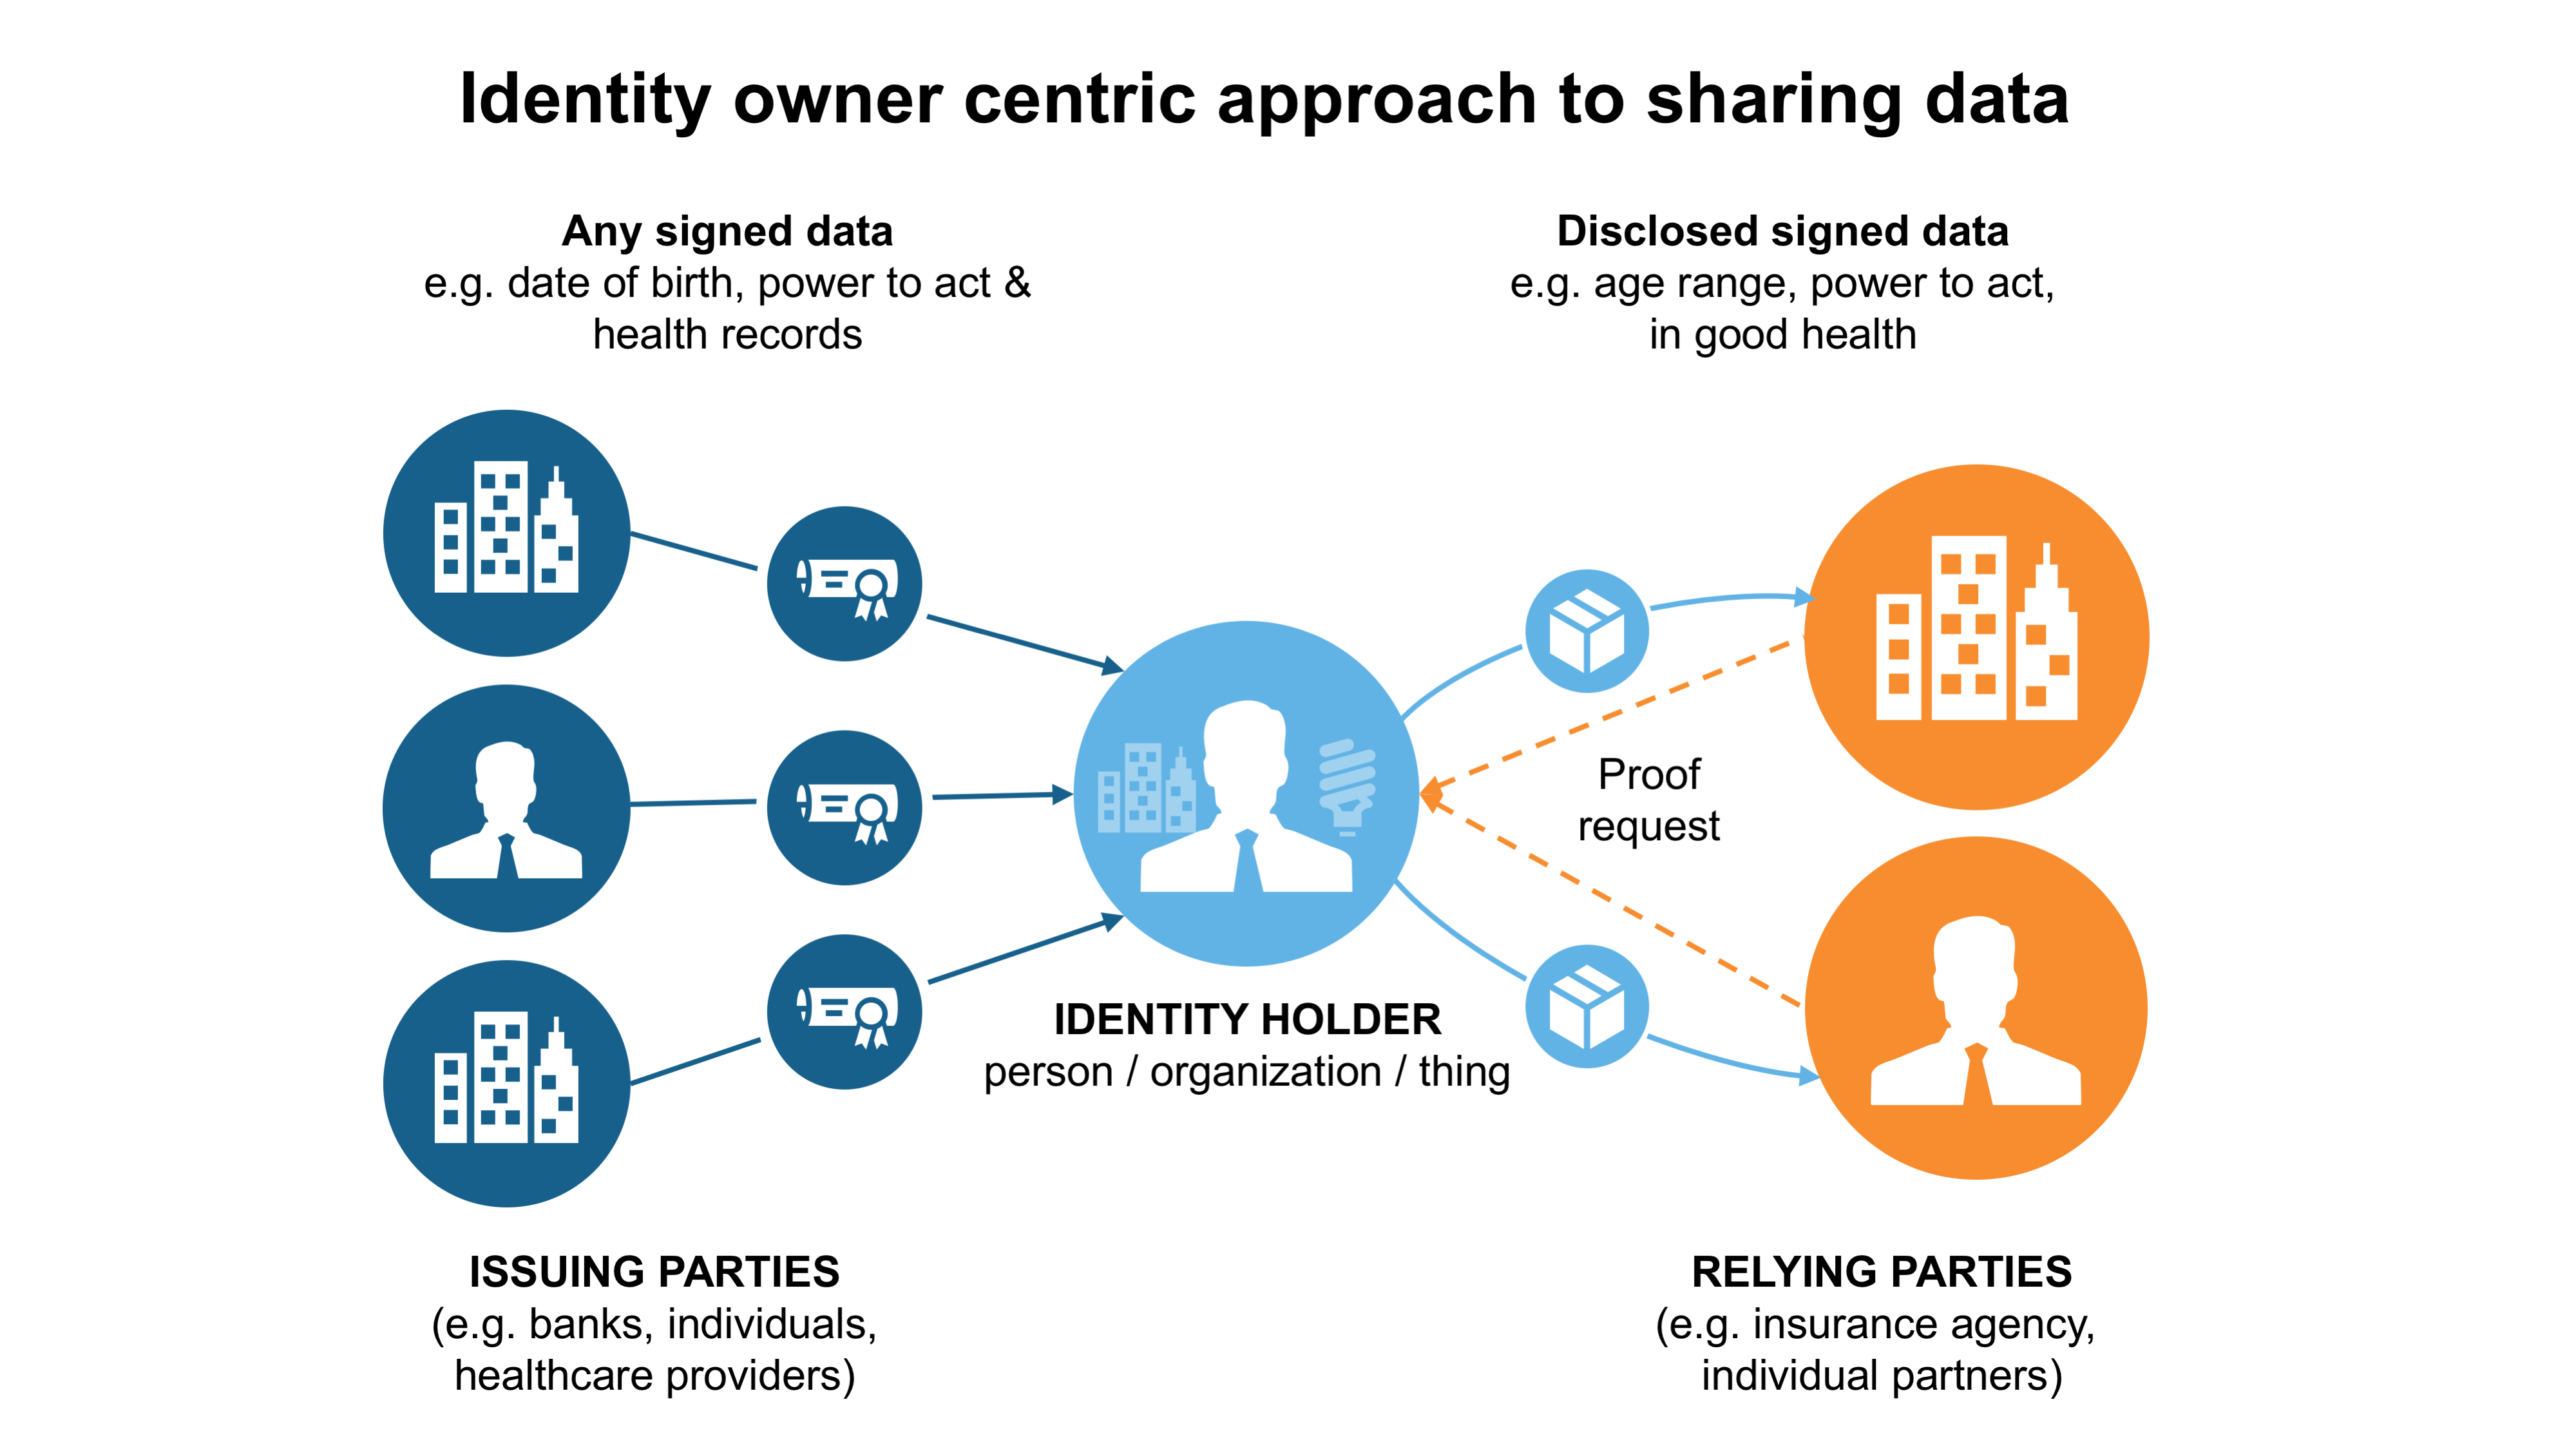 Identity owner centric approach to sharing data
Any signed data
e.g. date of birth, power to act &
health records
Disclosed signed data
e.g. age range, power to act,
in good health
Proof
request
IDENTITY HOLDER
person / organization / thing
ISSUING PARTIES
(e.g. banks, individuals,
healthcare providers)
RELYING PARTIES
(e.g. insurance agency,
individual partners)